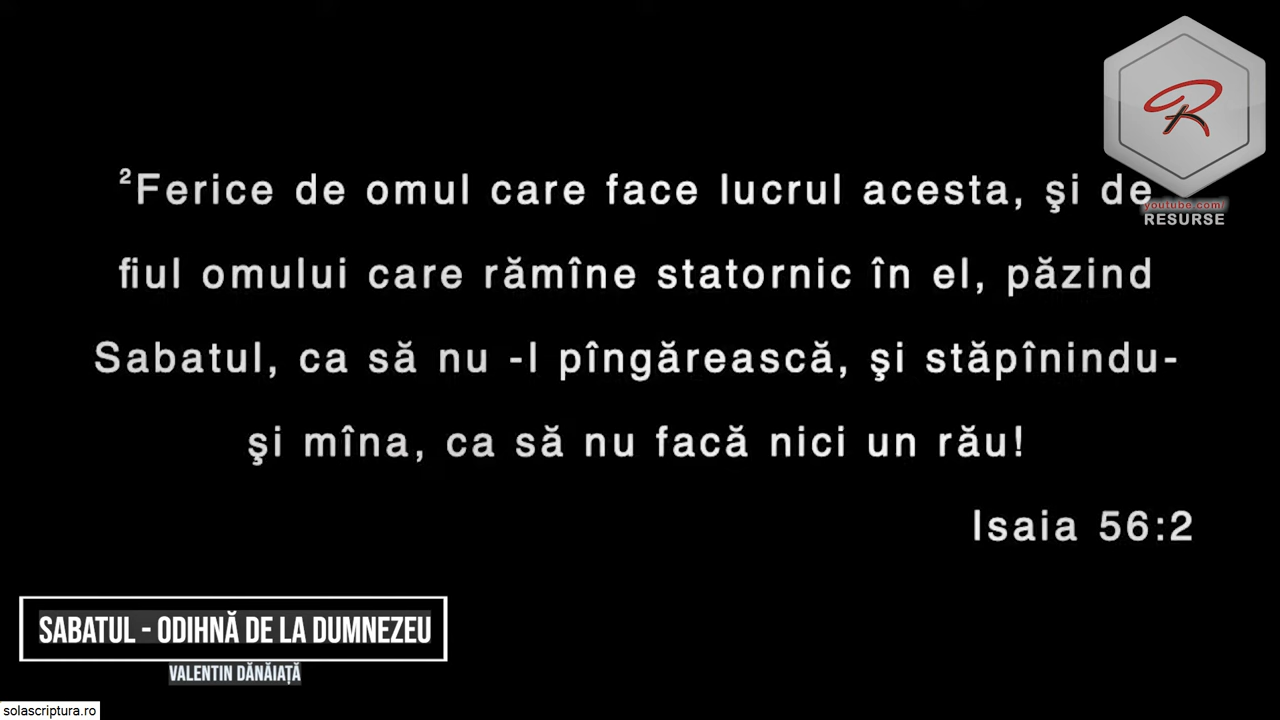 ²Ferice de omul care face lucrul acesta, şi de
fiul omului care rămîne statornic în el, păzind
Sabatul, ca să nu -l pîngărească, şi stăpînindu-
şi mîna, ca să nu facă nici un rău!
Isaia 56:2
youtube.com/
RESURSE
SABATUL - ODIHNĂ DE LA DUMNEZEU
VALENTIN DĂNĂIAȚĂ
solascriptura.ro